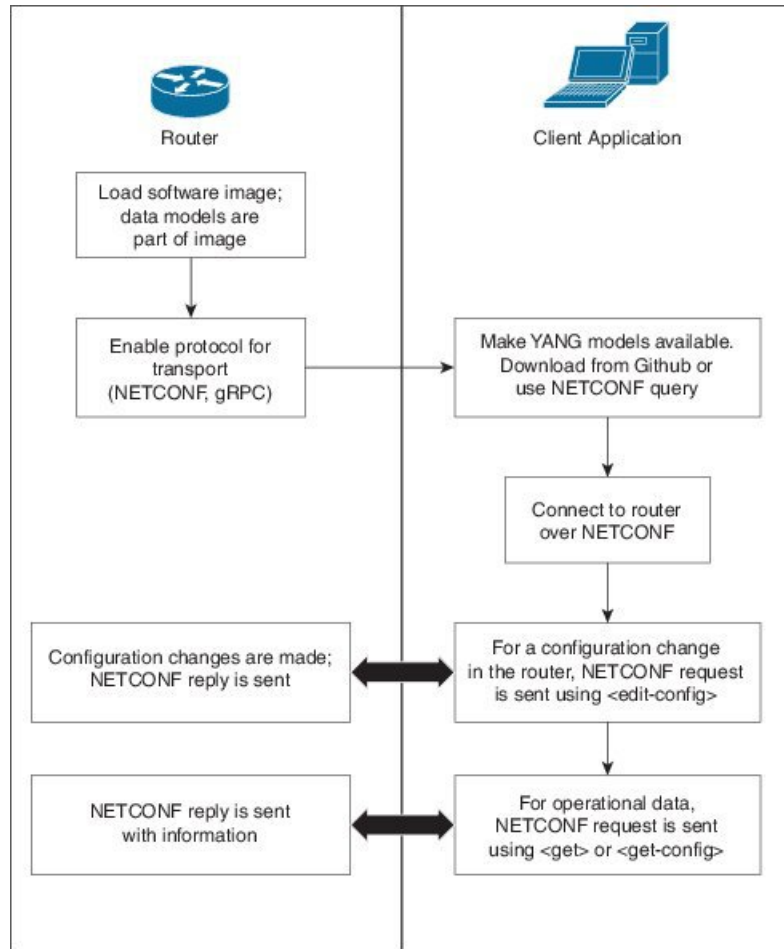 Router
Client Application
Load software image;
data models are
part of image
Enable protocol for
transport
(NETCONF, gRPC)
Make YANG models available.
Download from Github or
use NETCONF query
Connect to router
over NETCONF
Configuration changes are made;
NETCONF reply is sent
For a configuration change
in the router, NETCONF request
is sent using <edit-config>
NETCONF reply is sent
with information
For operational data,
NETCONF request is sent
using <get> or <get-config>